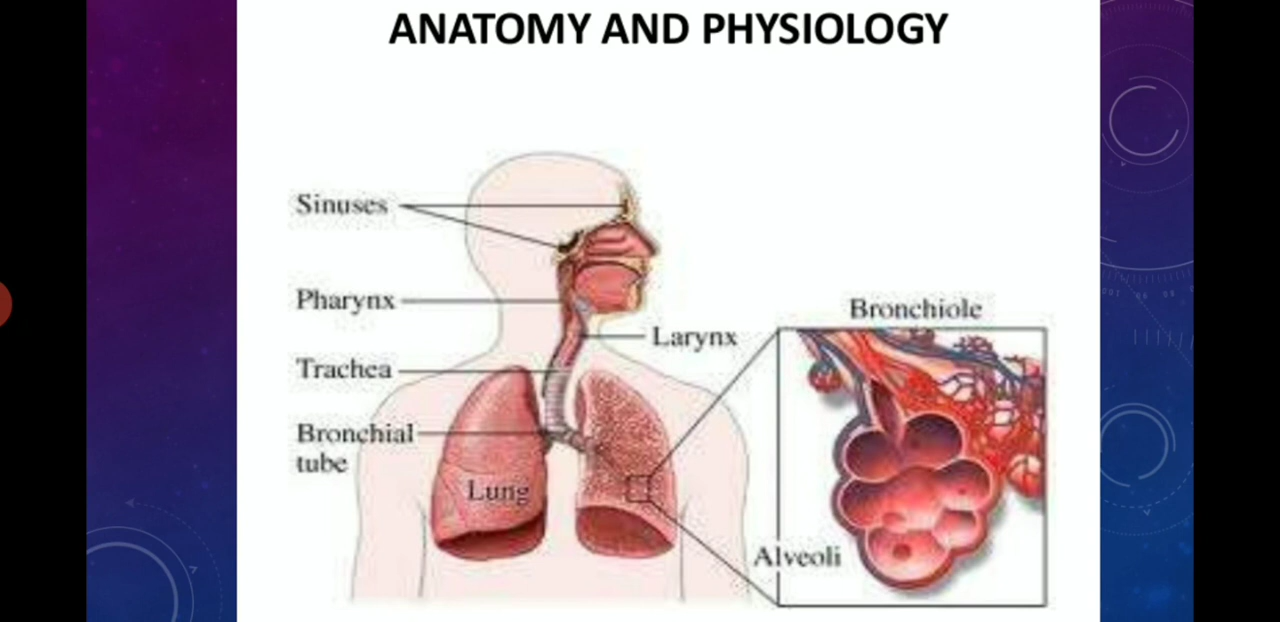 ANATOMY AND PHYSIOLOGY
Sinuses
Pharynx
Larynx
Trachea
Bronchial
tube
Lung
Bronchiole
Alveoli